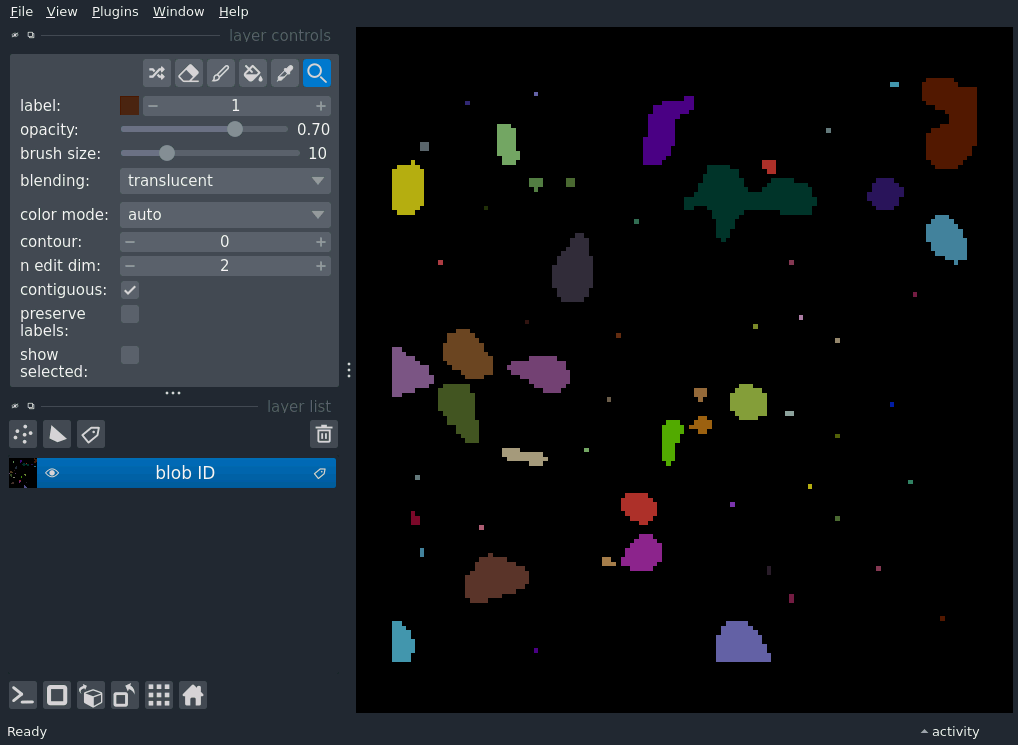 File View Plugins Window Help
layer controls
label: 1
opacity: 0.70
brush size: 10
blending: translucent
color mode: auto
contour: 0
n edit dim: 2
contiguous:
preserve
labels:
show
selected:
layer list
blob ID
Ready activity